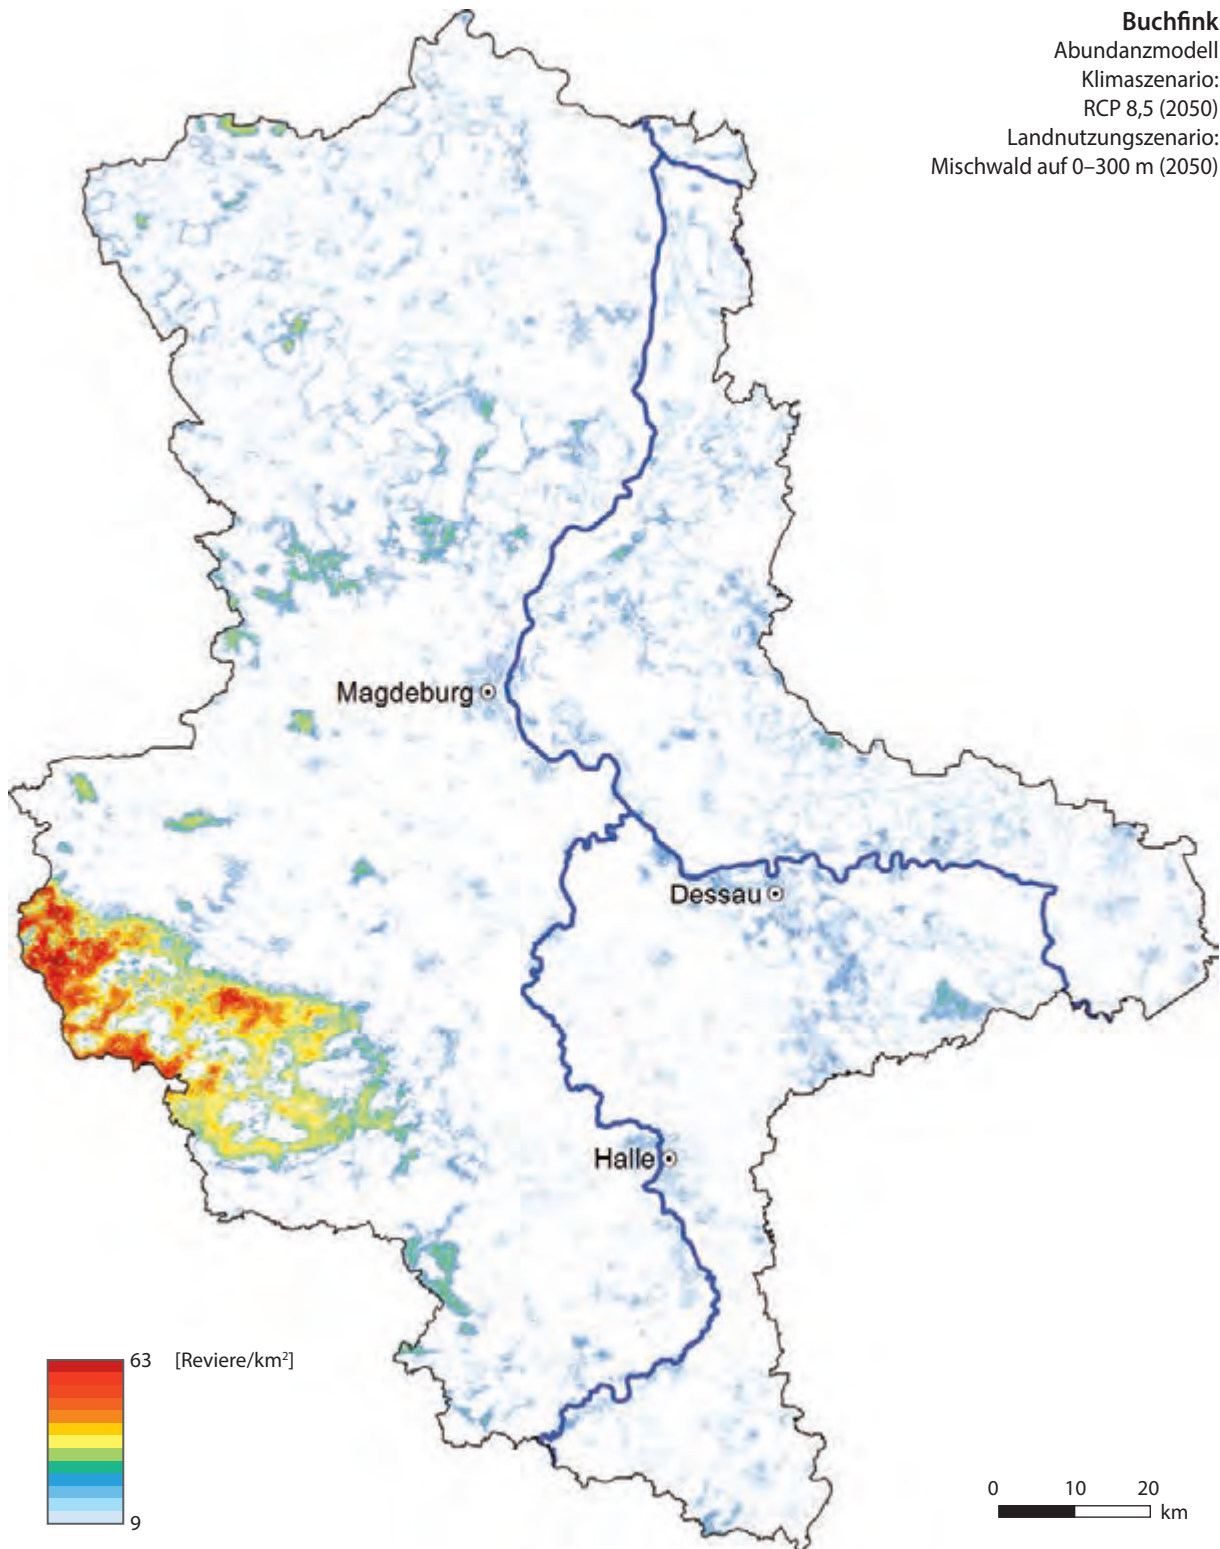 Buchfink
Abundanzmodell
Klimaszenario:
RCP 8,5 (2050)
Landnutzungszenario:
Mischwald auf 0–300 m (2050)
Magdeburg
Dessau
Halle
63 [Reviere/km²]
9
0 10 20
km